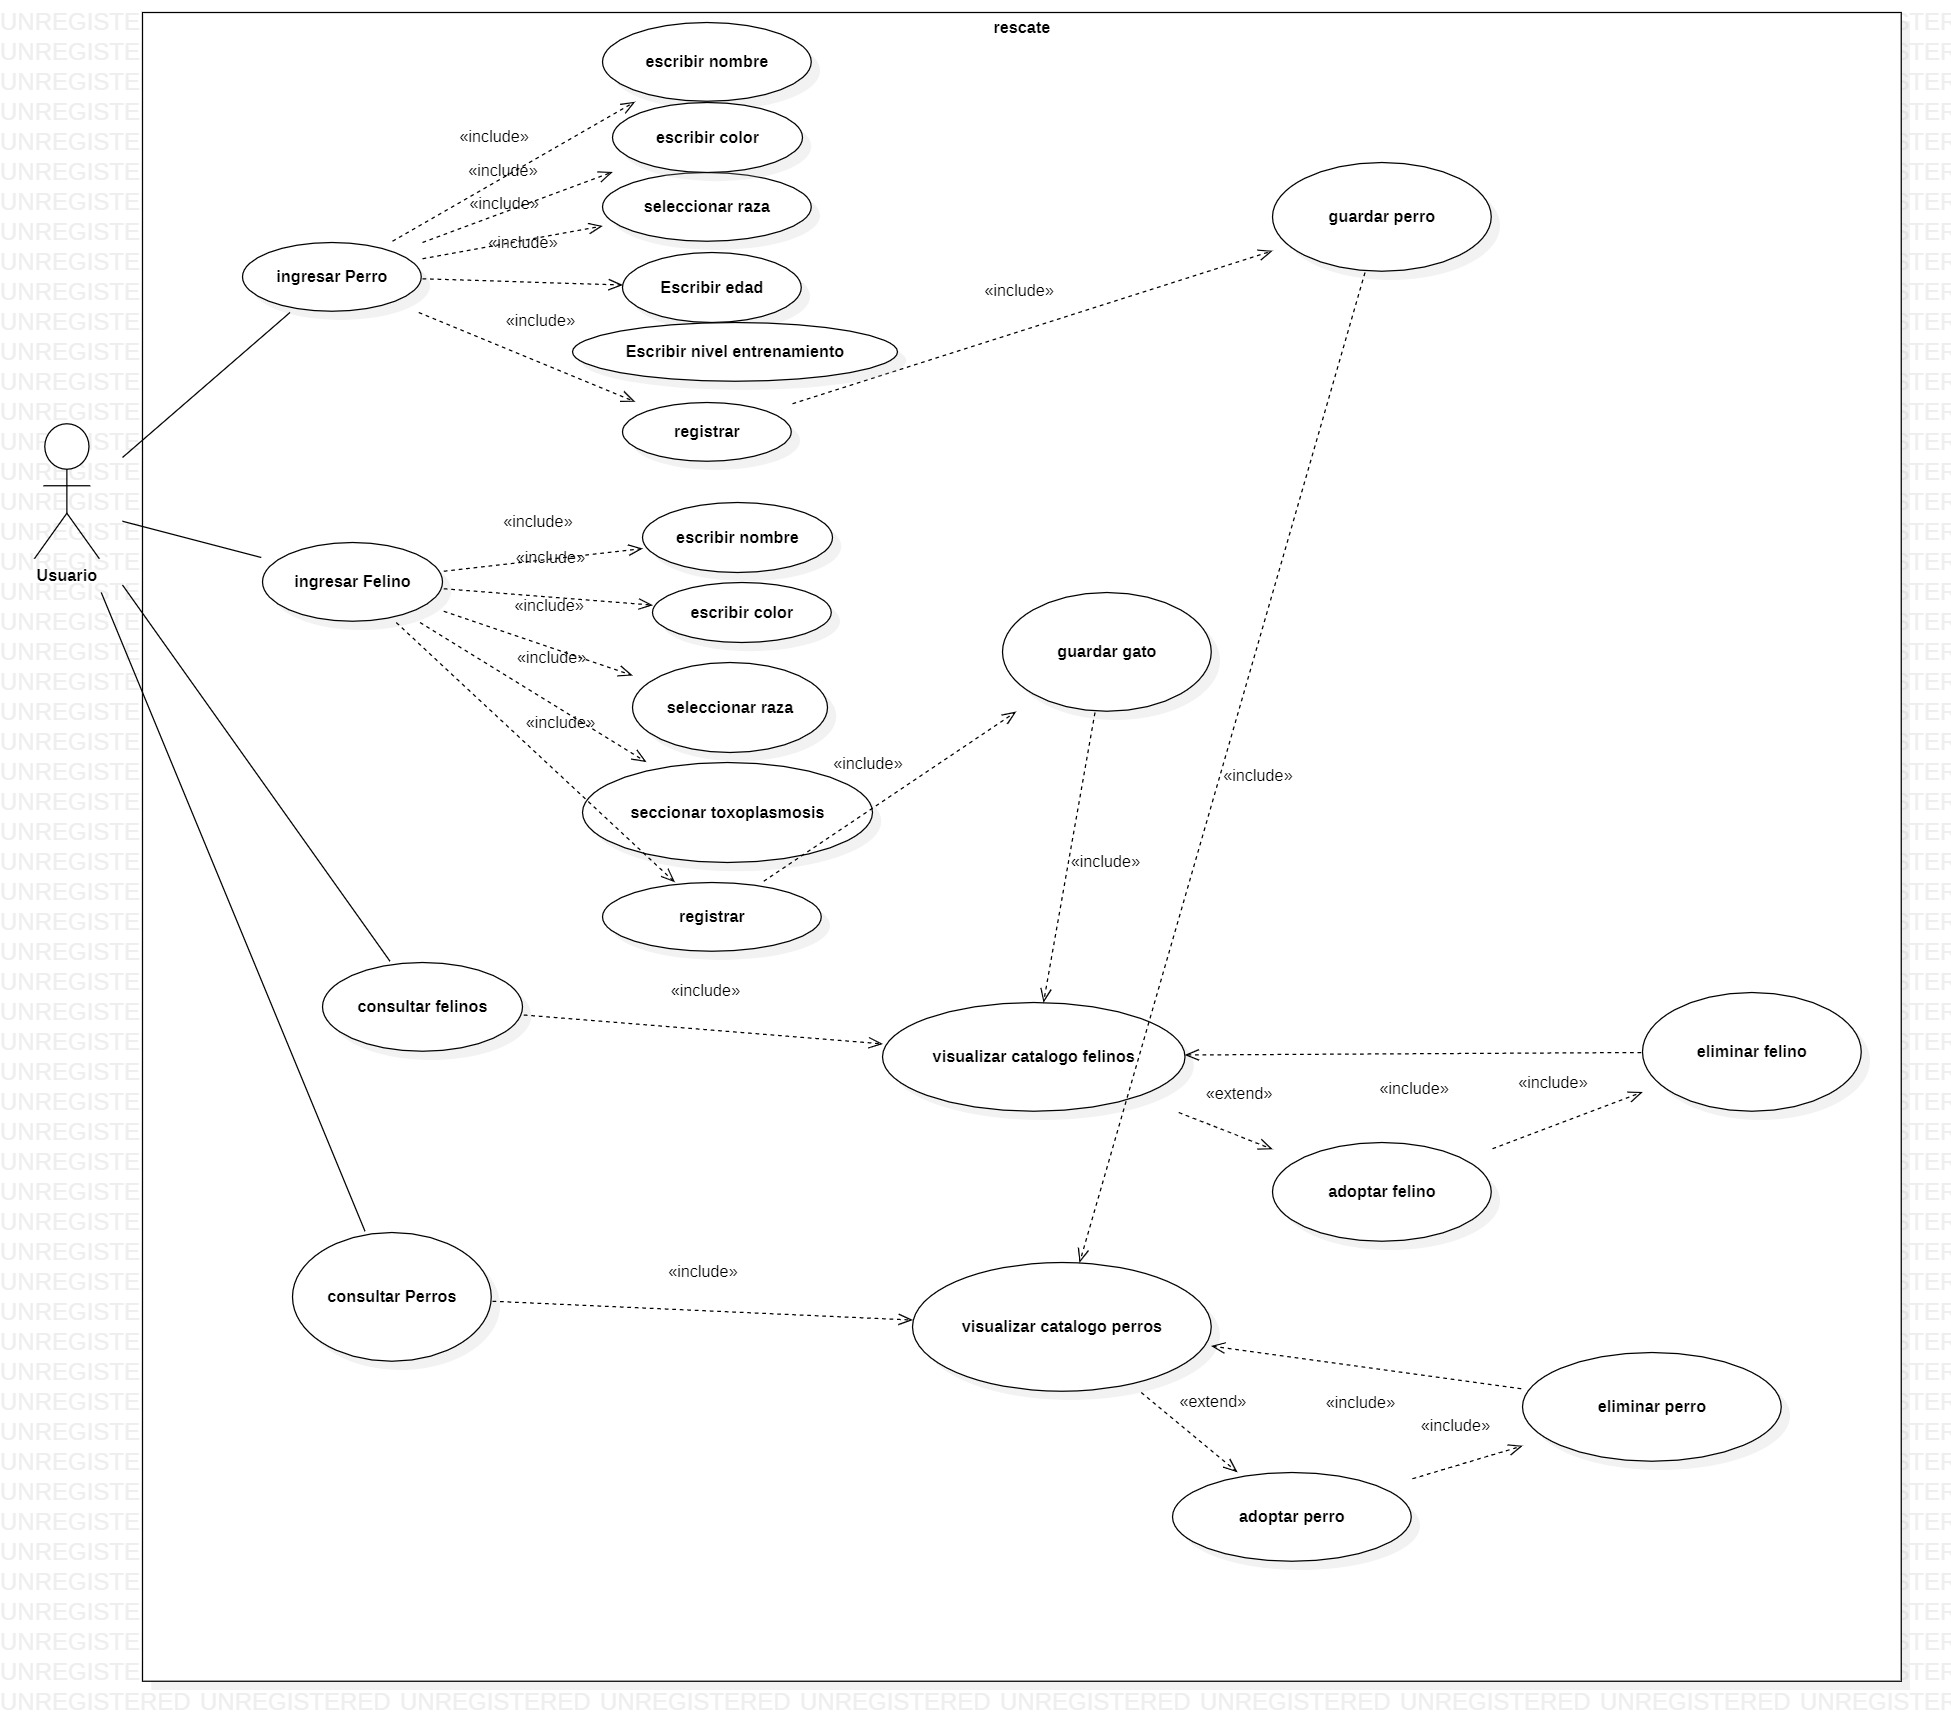 rescate
escribir nombre
«include»
escribir color
«include»
«include»
seleccionar raza
guardar perro
«include»
ingresar Perro
Escribir edad
«include»
«include»
Escribir nivel entrenamiento
registrar
«include»
escribir nombre
«include»
Usuario
ingresar Felino
«include»
escribir color
guardar gato
«include»
seleccionar raza
«include»
«include»
«include»
seccionar toxoplasmosis
«include»
registrar
«include»
consultar felinos
visualizar catalogo felinos
eliminar felino
«extend»
«include»
«include»
adoptar felino
«include»
consultar Perros
visualizar catalogo perros
«extend»
«include»
eliminar perro
«include»
adoptar perro
UNREGISTERED UNREGISTERED UNREGISTERED UNREGISTERED UNREGISTERED UNREGISTERED UNREGISTERED UNREGISTERED UNREGISTERED UNREGISTERED